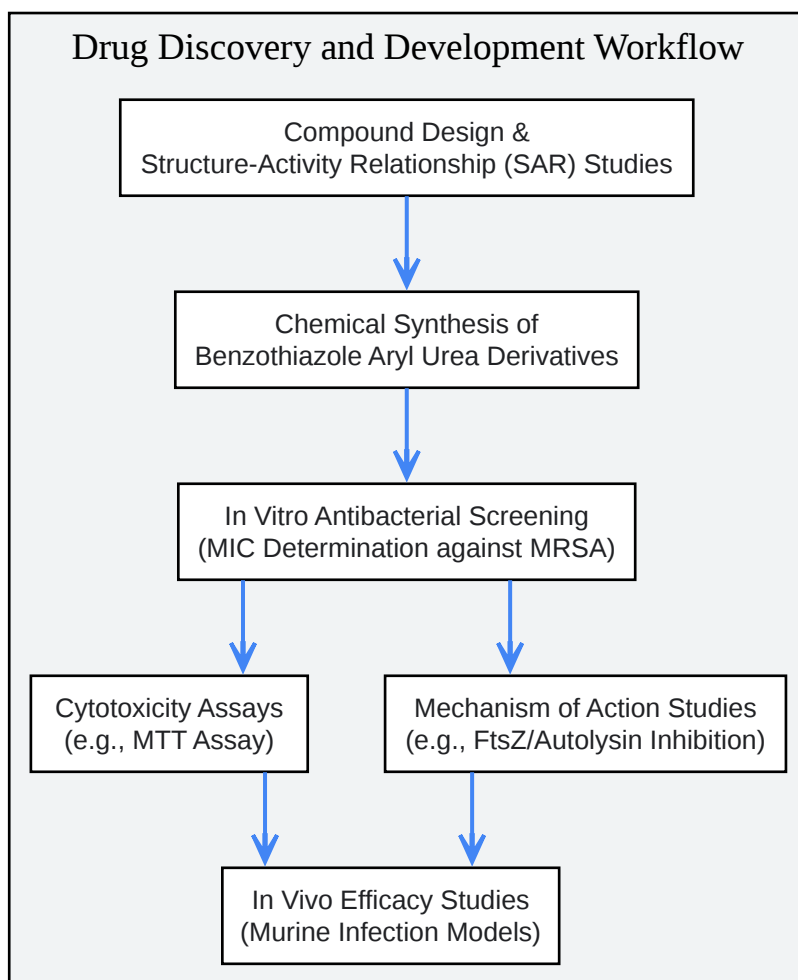 Drug Discovery and Development Workflow
Compound Design &
Structure-Activity Relationship (SAR) Studies
Chemical Synthesis of
Benzothiazole Aryl Urea Derivatives
In Vitro Antibacterial Screening
(MIC Determination against MRSA)
Cytotoxicity Assays
(e.g., MTT Assay)
Mechanism of Action Studies
(e.g., FtsZ/Autolysin Inhibition)
In Vivo Efficacy Studies
(Murine Infection Models)